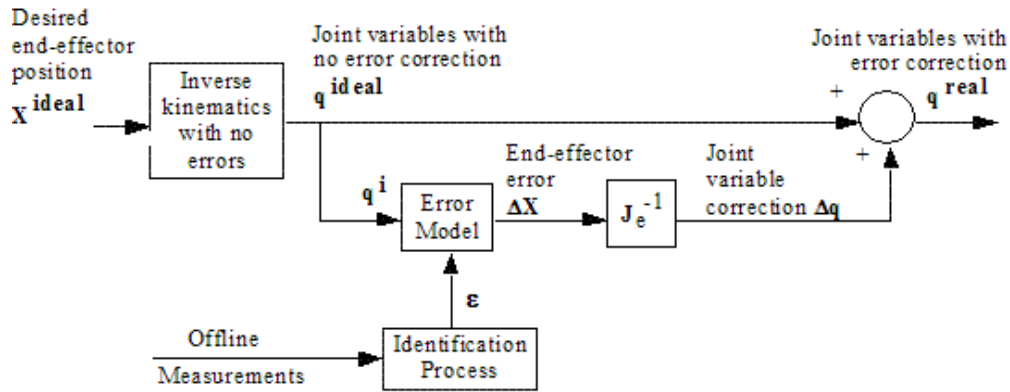 Desired
end-effector
position
X ideal
Inverse
kinematics
with no
errors
Joint variables with
no error correction
q ideal
Joint variables with
error correction
q real
+
+
q i
Error
Model
End-effector
error
ΔX
J e -1
Joint
variable
correction Δq
ε
Offline
Measurements
Identification
Process